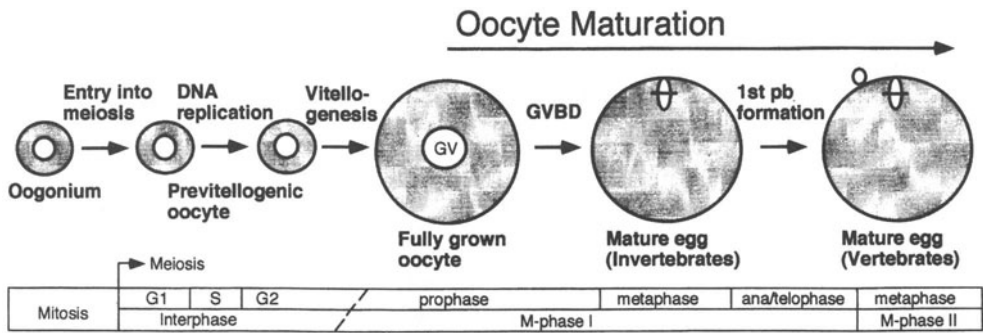 Oocyte Maturation
Entry into
meiosis
DNA
replication
Vitello-
genesis
GVBD
1st pb
formation
GV
Oogonium
Previtellogenic
oocyte
Fully grown
oocyte
Mature egg
(Invertebrates)
Mature egg
(Vertebrates)
Meiosis
Mitosis
G1 S G2 prophase metaphase ana/telophase metaphase
Interphase M-phase I M-phase II